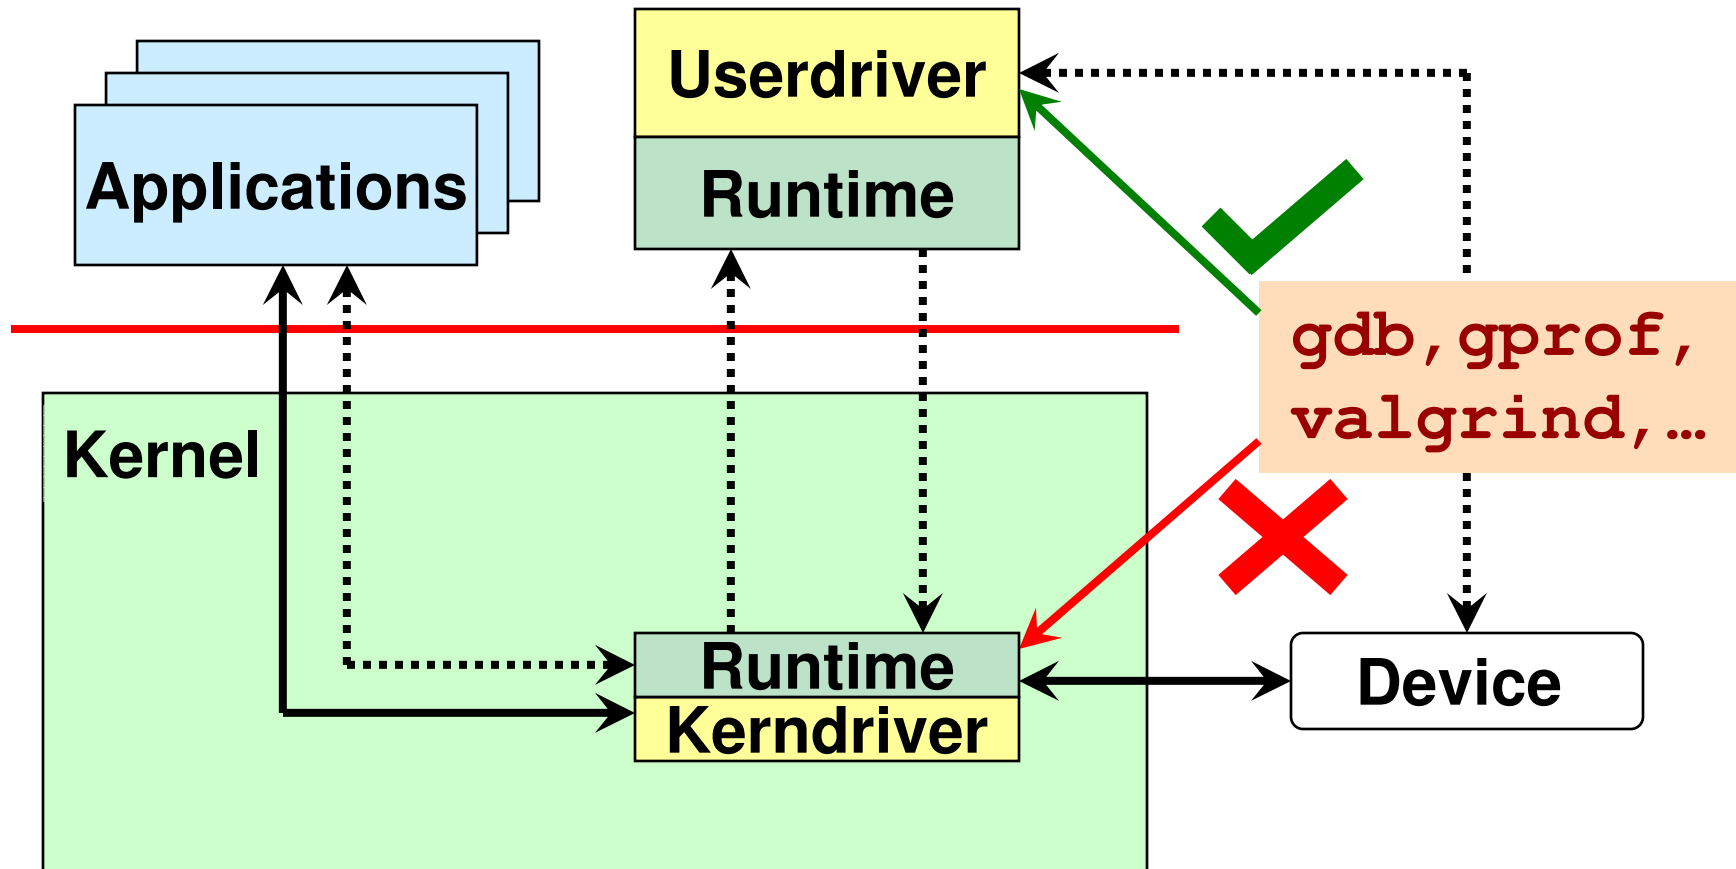 Userdriver
Applications
Runtime
gdb,gprof,
valgrind,…
Kernel
Runtime
Device
Kerndriver